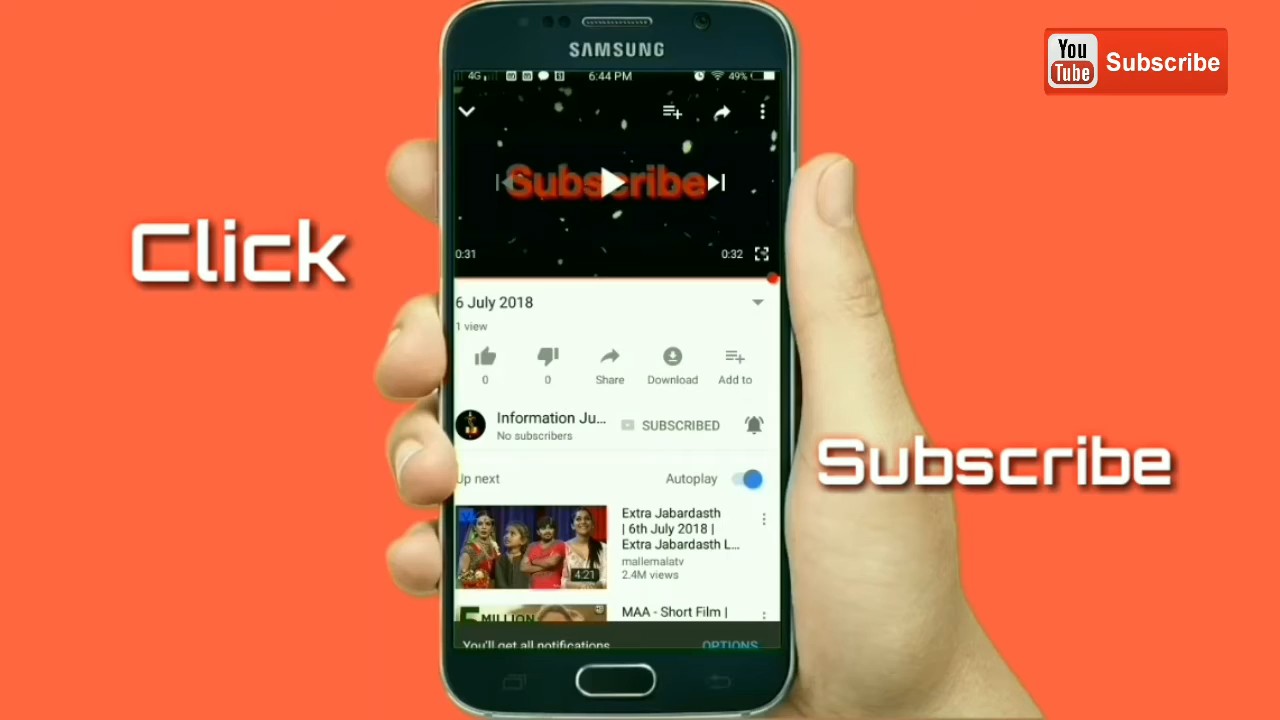 You
Tube
Subscribe
SAMSUNG
4G 6:44 PM 49%
Subscribe
0:31 0:32
6 July 2018
1 view
0 0 Share Download Add to
Information Ju... SUBSCRIBED
No subscribers
Up next Autoplay
Extra Jabardasth
| 6th July 2018 |
Extra Jabardasth L...
mallemalatv
2.4M views
4:21
5 MILLION
MAA - Short Film |
You'll get all notifications OPTIONS
Click
Subscribe